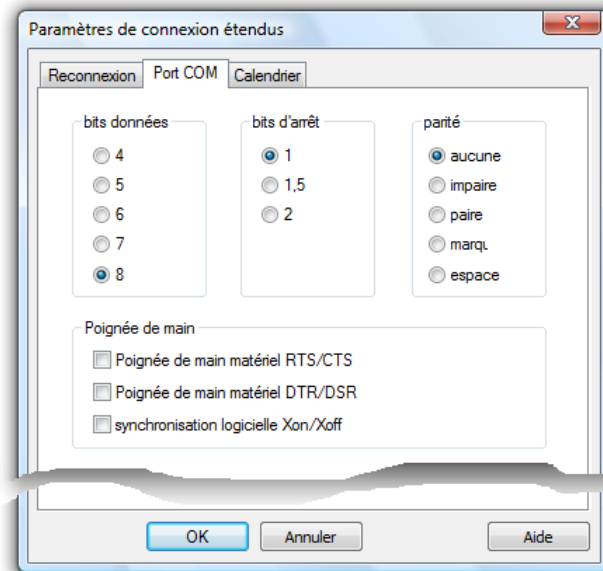 Paramètres de connexion étendus
Reconnexion Port COM Calendrier
bits données bits d'arrêt parité
4 1 aucune
5 1,5 impaire
6 2 paire
7 marqu
8 espace
Poignée de main
Poignée de main matériel RTS/CTS
Poignée de main matériel DTR/DSR
synchronisation logicielle Xon/Xoff
OK Annuler Aide